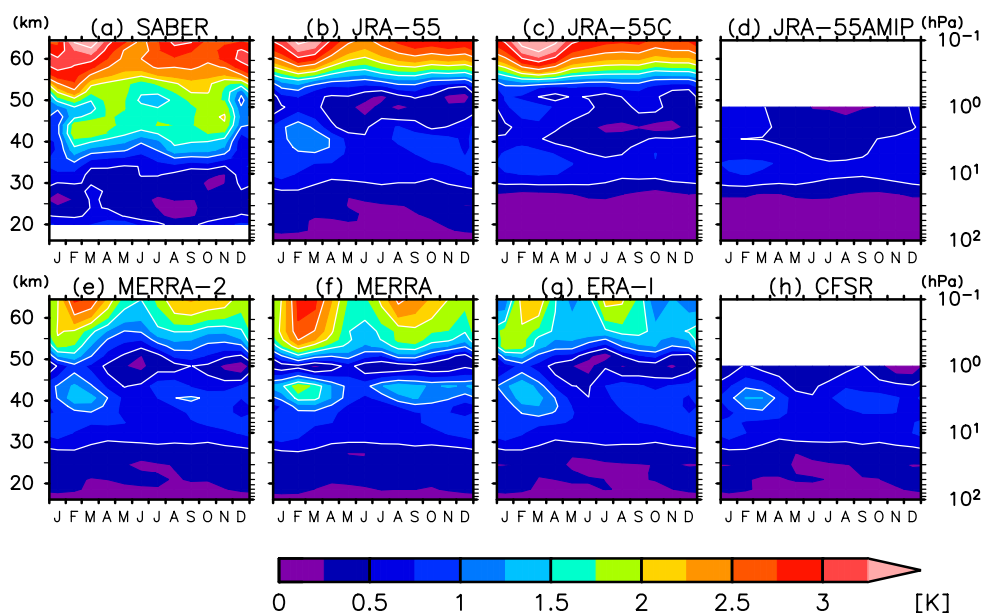 (km) (a) SABER (b) JRA-55 (c) JRA-55C (d) JRA-55AMIP (hPa)
60 10-1
50 100
40
30 101
20 102
J F M A M J J A S O N D J F M A M J J A S O N D J F M A M J J A S O N D J F M A M J J A S O N D
(km) (e) MERRA-2 (f) MERRA (g) ERA-I (h) CFSR (hPa)
60 10-1
50 100
40
30 101
20 102
J F M A M J J A S O N D J F M A M J J A S O N D J F M A M J J A S O N D J F M A M J J A S O N D
0 0.5 1 1.5 2 2.5 3 [K]